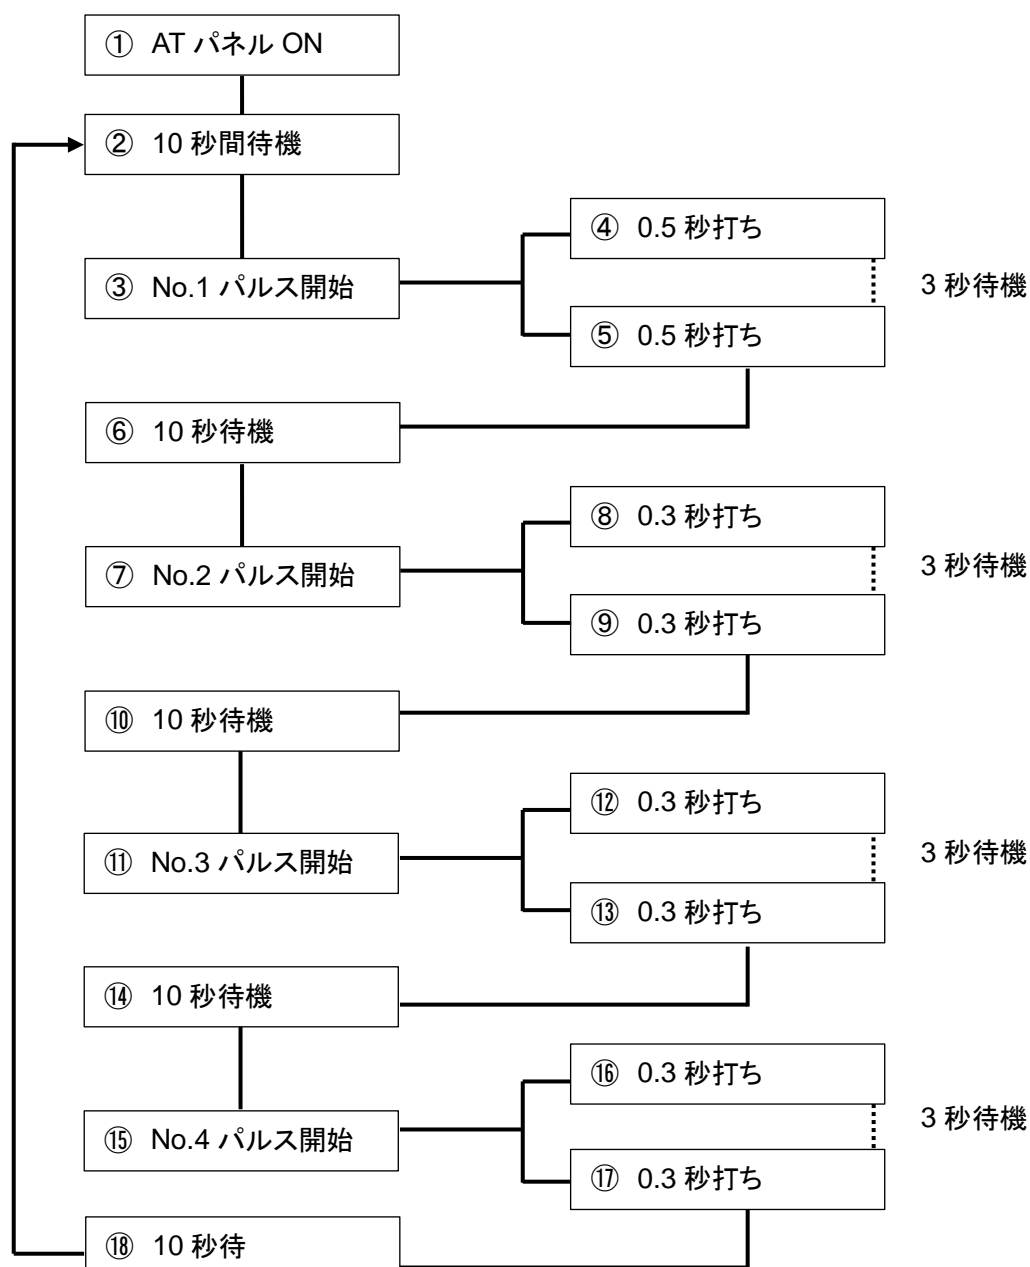 ① AT パネル ON
② 10 秒間待機
③ No.1 パルス開始
④ 0.5 秒打ち
3 秒待機
⑤ 0.5 秒打ち
⑥ 10 秒待機
⑦ No.2 パルス開始
⑧ 0.3 秒打ち
3 秒待機
⑨ 0.3 秒打ち
⑩ 10 秒待機
⑪ No.3 パルス開始
⑫ 0.3 秒打ち
3 秒待機
⑬ 0.3 秒打ち
⑭ 10 秒待機
⑮ No.4 パルス開始
⑯ 0.3 秒打ち
3 秒待機
⑰ 0.3 秒打ち
⑱ 10 秒待